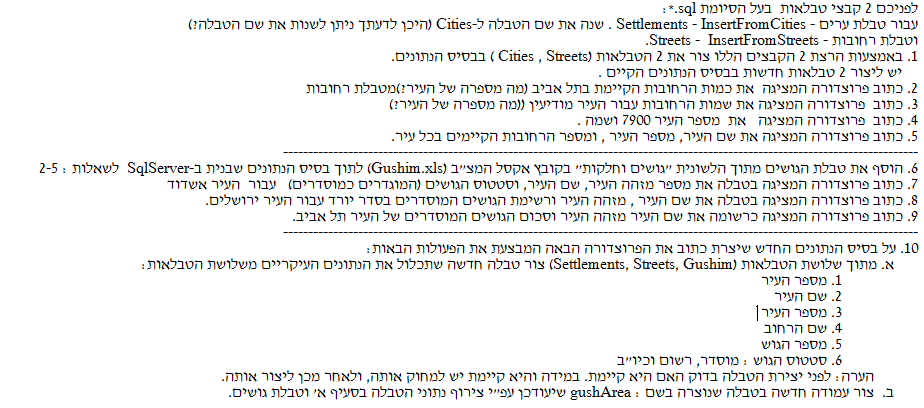 לפניכם 2 קבצי טבלאות  בעל הסיומת sql.*:
עבור טבלת ערים - Settlements - InsertFromCities . שנה את שם הטבלה ל-Cities (היכן לדעתך ניתן לשנות את שם הטבלה?)
וטבלת רחובות - Streets -  InsertFromStreets.
1. באמצעות הרצת 2 הקבצים הללו צור את 2 הטבלאות (Cities , Streets ) בבסיס הנתונים.
יש ליצור 2 טבלאות חדשות בבסיס הנתונים הקיים .
2. כתוב פרוצדורה המציגה  את כמות הרחובות הקיימת בתל אביב (מה מספרה של העיר?)מטבלת רחובות
3. כתוב  פרוצדורה המציגה את שמות הרחובות עבור העיר מודיעין ((מה מספרה של העיר?)
4. כתוב  פרוצדורה המציגה   את  מספר העיר 7900 ושמה .
5. כתוב פרוצדורה המציגה את שם העיר, מספר העיר , ומספר הרחובות הקיימים בכל עיר.
---------------------------------------------------------------------------------------------
6. הוסף את טבלת הגושים מתוך הלשונית "גושים וחלקות" בקובץ אקסל המצ"ב (Gushim.xls) לתוך בסיס הנתונים שבנית ב-SqlServer  לשאלות : 2-5
7. כתוב פרוצדורה המציגה בטבלה את מספר מזהה העיר, שם העיר, וסטטוס הגושים (המוגדרים כמוסדרים)   עבור  העיר אשדוד
8. כתוב פרוצדורה המציגה בטבלה את שם העיר , מזהה העיר ורשימת הגושים המוסדרים בסדר יורד עבור העיר ירושלים.
9. כתוב פרוצדורה המציגה כרשומה את שם העיר מזהה העיר וסכום הגושים המוסדרים של העיר תל אביב.
---------------------------------------------------------------------------------------------
10. על בסיס הנתונים החדש שיצרת כתוב את הפרוצדורה הבאה המבצעת את הפעולות הבאות:
א. מתוך שלושת הטבלאות (Settlements, Streets, Gushim) צור טבלה חדשה שתכלול את הנתונים העיקריים משלושת הטבלאות:
1. מספר העיר
2. שם העיר
3. מספר העיר
4. שם הרחוב
5. מספר הגוש
6. סטטוס הגוש : מוסדר, רשום וכיו"ב
הערה: לפני יצירת הטבלה בדוק האם היא קיימת. במידה והיא קיימת יש למחוק אותה, ולאחר מכן ליצור אותה.
ב. צור עמודה חדשה בטבלה שנוצרה בשם : gushArea שיעודכן עפ"י צירוף נתוני הטבלה בסעיף א' וטבלת גושים.